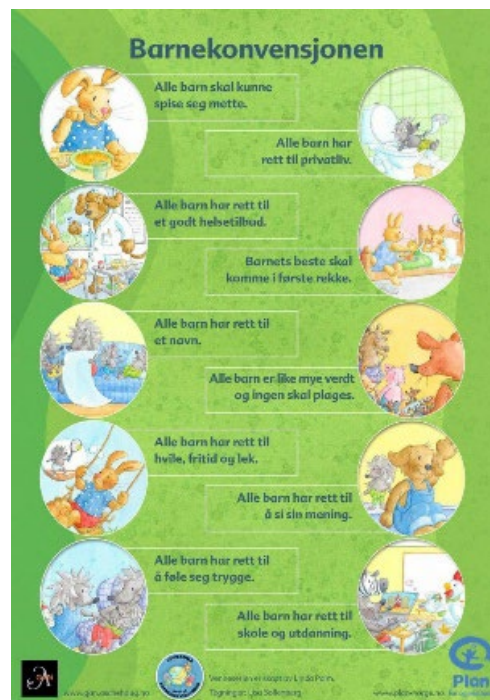 Barnekonvensjonen
Alle barn skal kunne
spise seg mette.
Alle barn har
rett til privatliv.
Alle barn har rett til
et godt helsetilbud.
Barnets beste skal
komme i første rekke.
Alle barn har rett til
et navn.
Alle barn er like mye verdt
og ingen skal plages.
Alle barn har rett til
hvile, fritid og lek.
Alle barn har rett til
å si sin mening.
Alle barn har rett til
å føle seg trygge.
Alle barn har rett til
skole og utdanning.
Plan